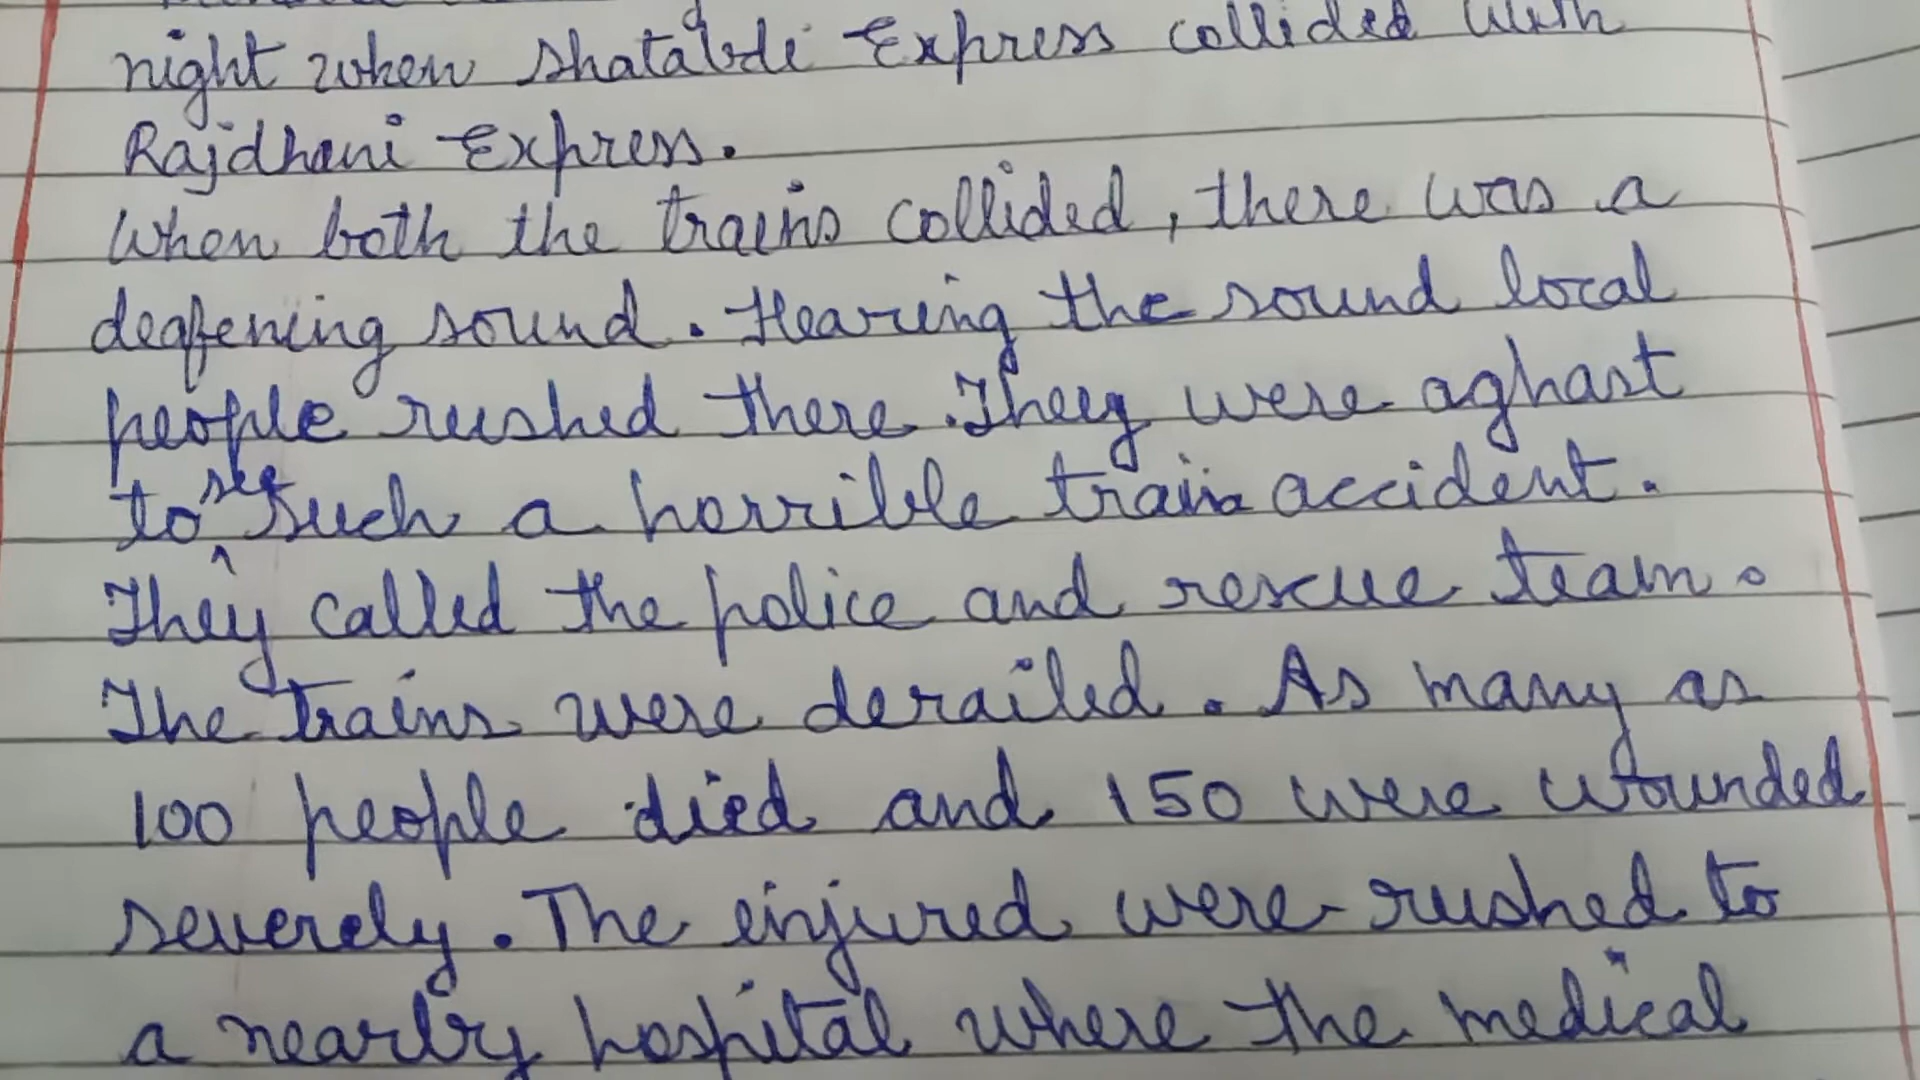 night when Shatabdi Express collided with
Rajdhani Express.
When both the trains collided, there was a
deafening sound. Hearing the sound local
people rushed there. They were aghast
to see such a horrible train accident.
They called the police and rescue team.
The trains were derailed. As many as
100 people died and 150 were wounded
severely. The injured were rushed to
a nearby hospital where the medical